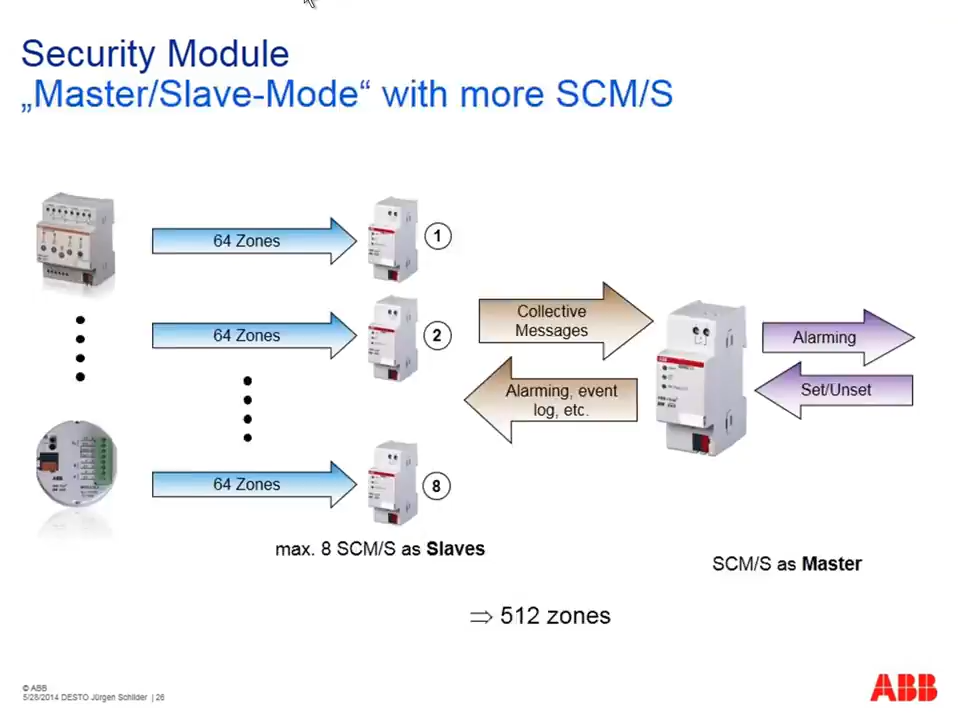 Security Module
„Master/Slave-Mode“ with more SCM/S
64 Zones
1
64 Zones
2
Collective
Messages
Alarming
Alarming, event
log, etc.
Set/Unset
64 Zones
8
max. 8 SCM/S as Slaves
SCM/S as Master
⇒ 512 zones
© ABB
5/28/2014 DESTO Jürgen Schilder | 26
ABB